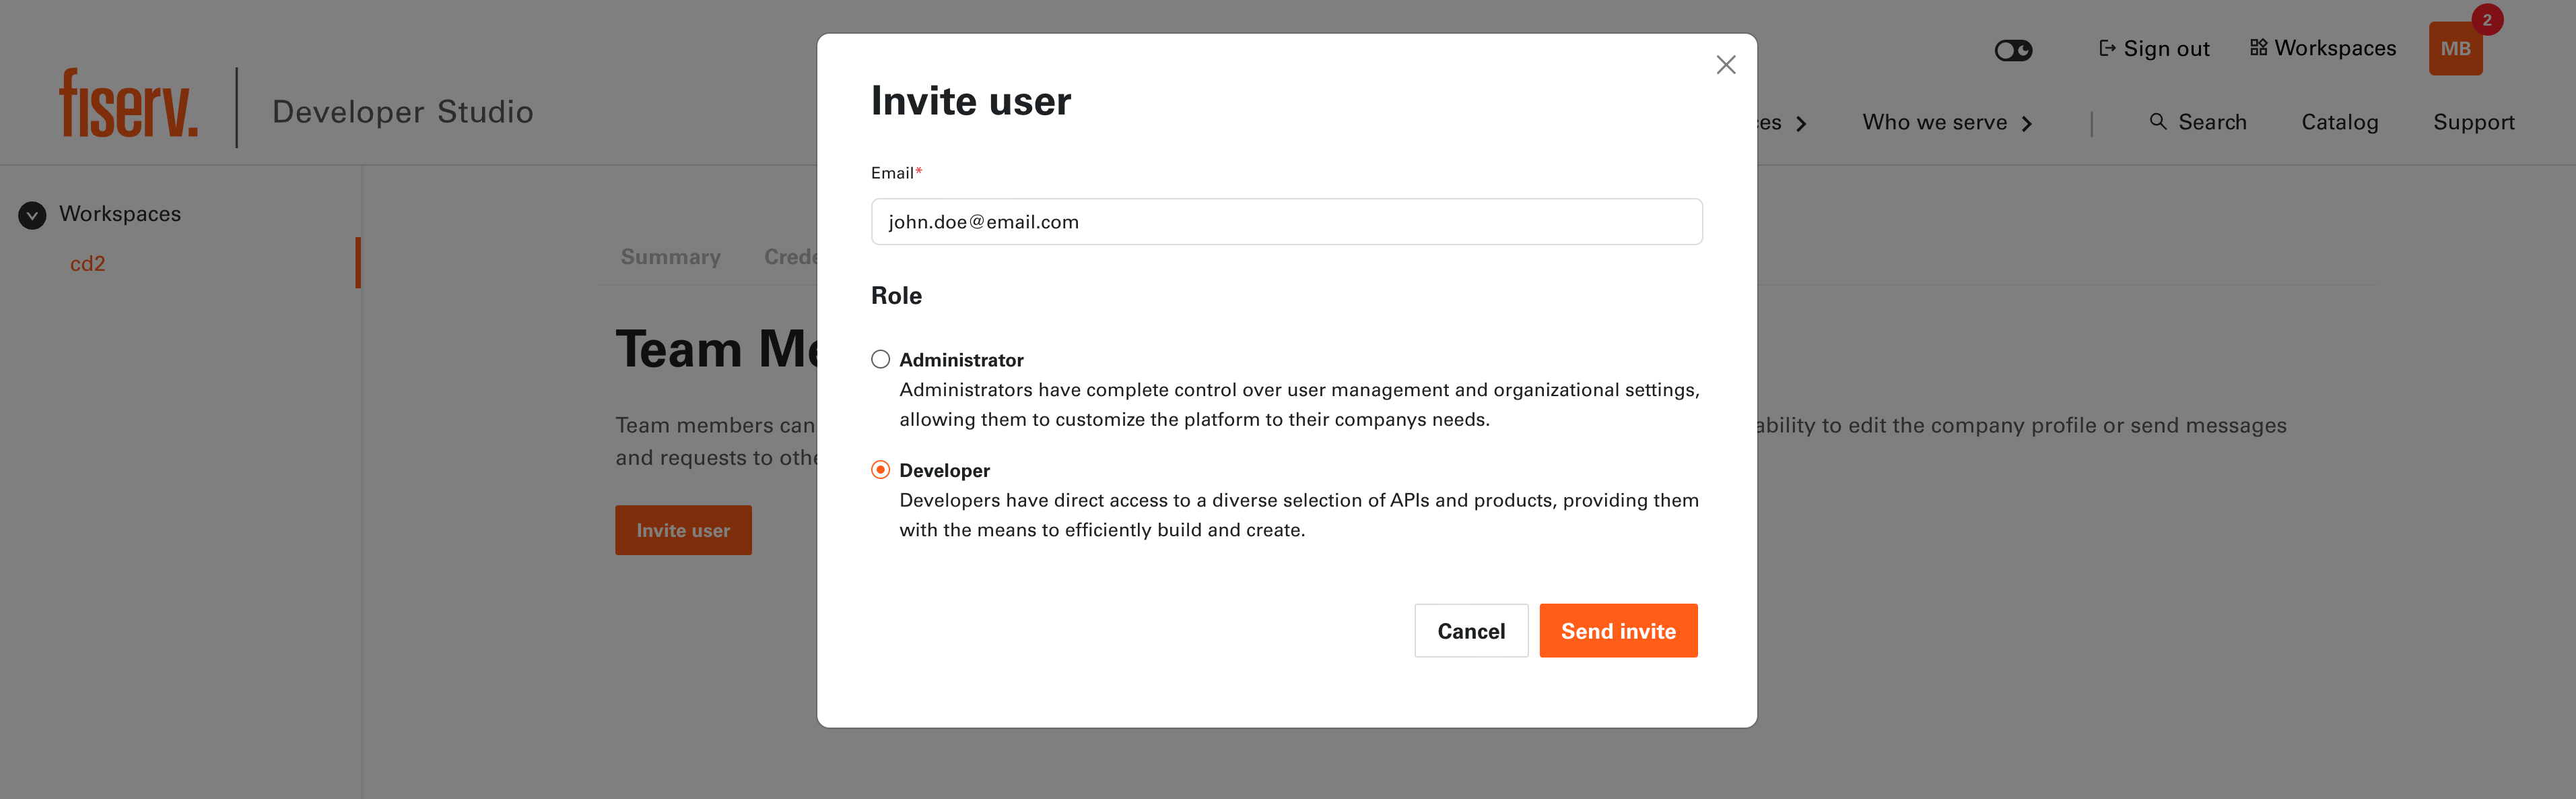 2
Sign out
Workspaces
MB
fiserv.
Developer Studio
Who we serve
Search
Catalog
Support
Workspaces
cd2
Summary
Team
Team members can
ability to edit the company profile or send messages
and requests to
Invite user
Invite user
Email*
john.doe@email.com
Role
Administrator
Administrators have complete control over user management and organizational settings,
allowing them to customize the platform to their companys needs.
Developer
Developers have direct access to a diverse selection of APIs and products, providing them
with the means to efficiently build and create.
Cancel
Send invite